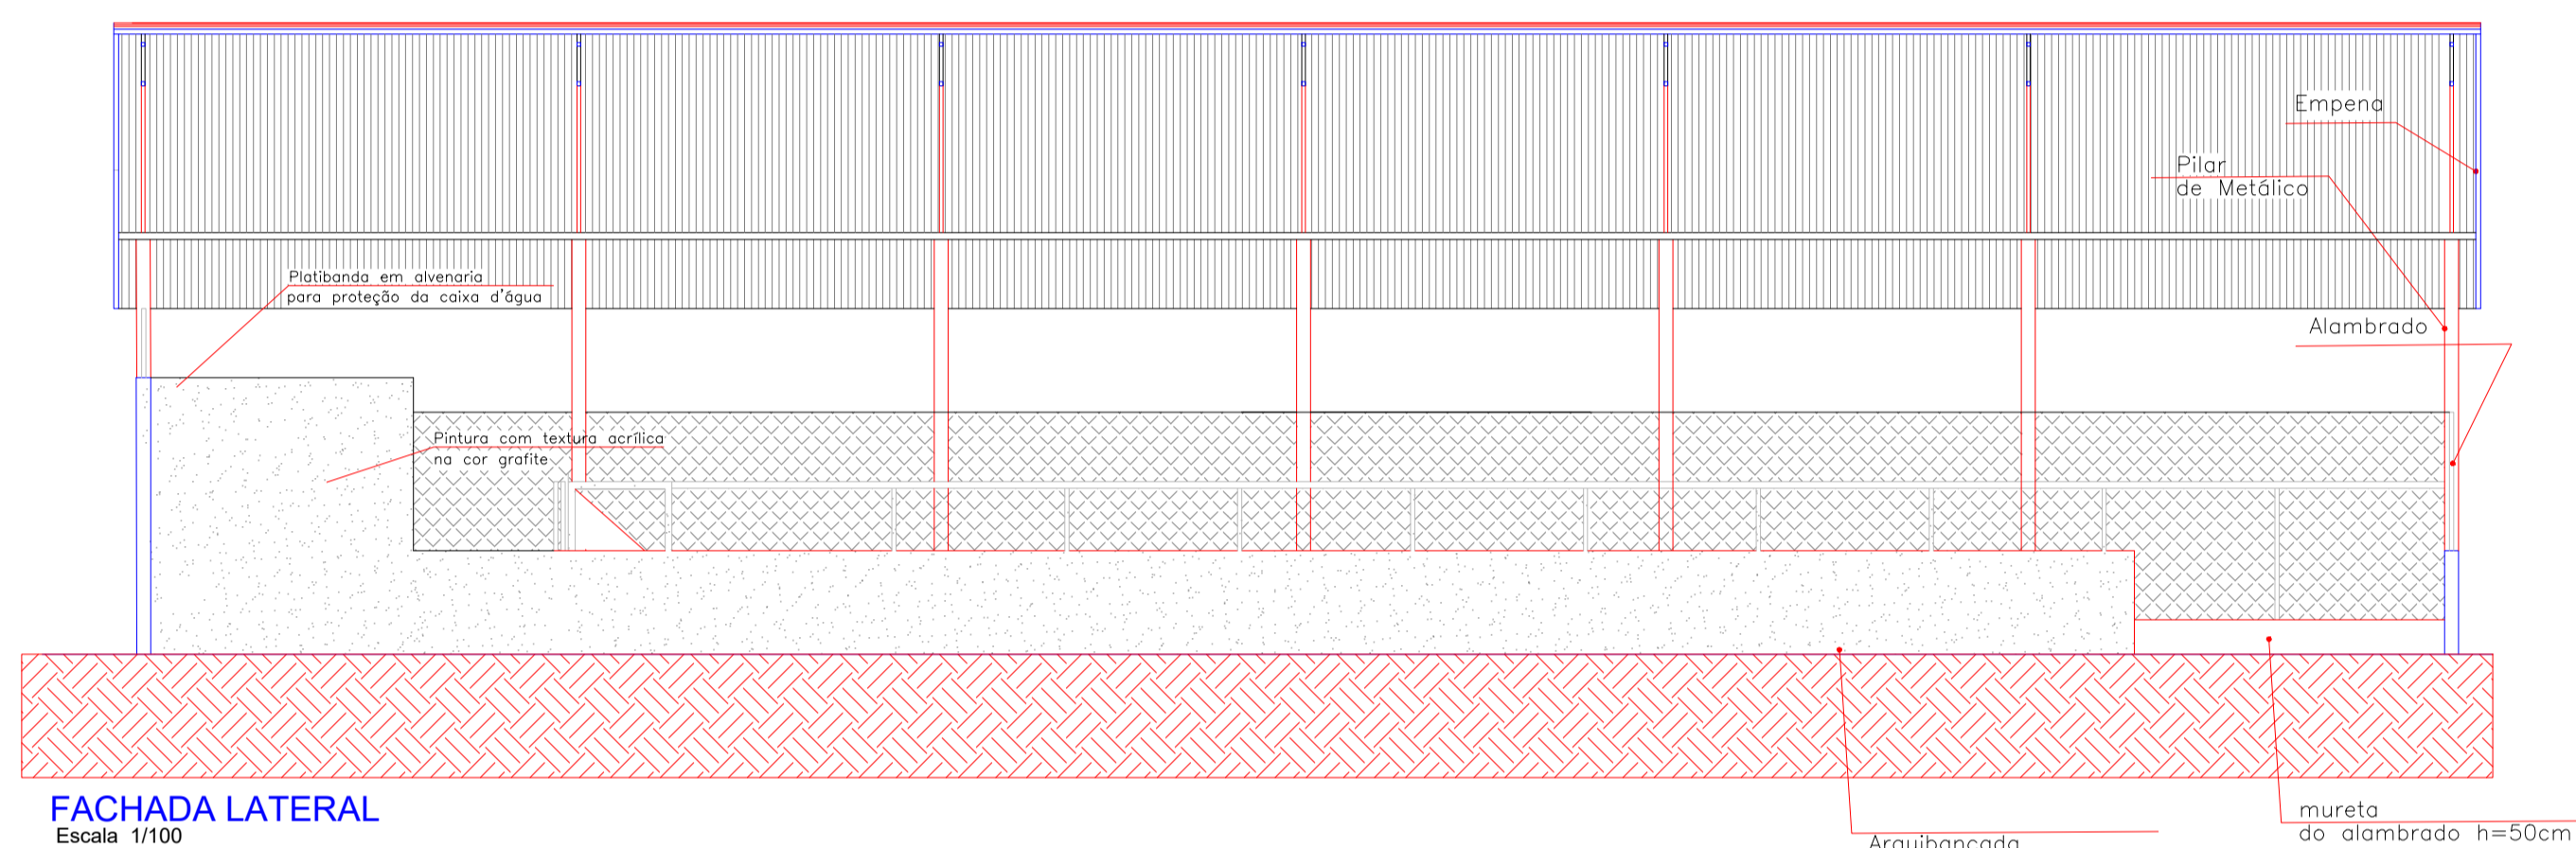 Empena
Pilar
de Metálico
Platibanda em alvenaria
para proteção da caixa d'água
Alambrado
Pintura com textura acrílica
na cor grafite
FACHADA LATERAL
Escala 1/100
mureta
do alambrado h=50cm
Arquibancada